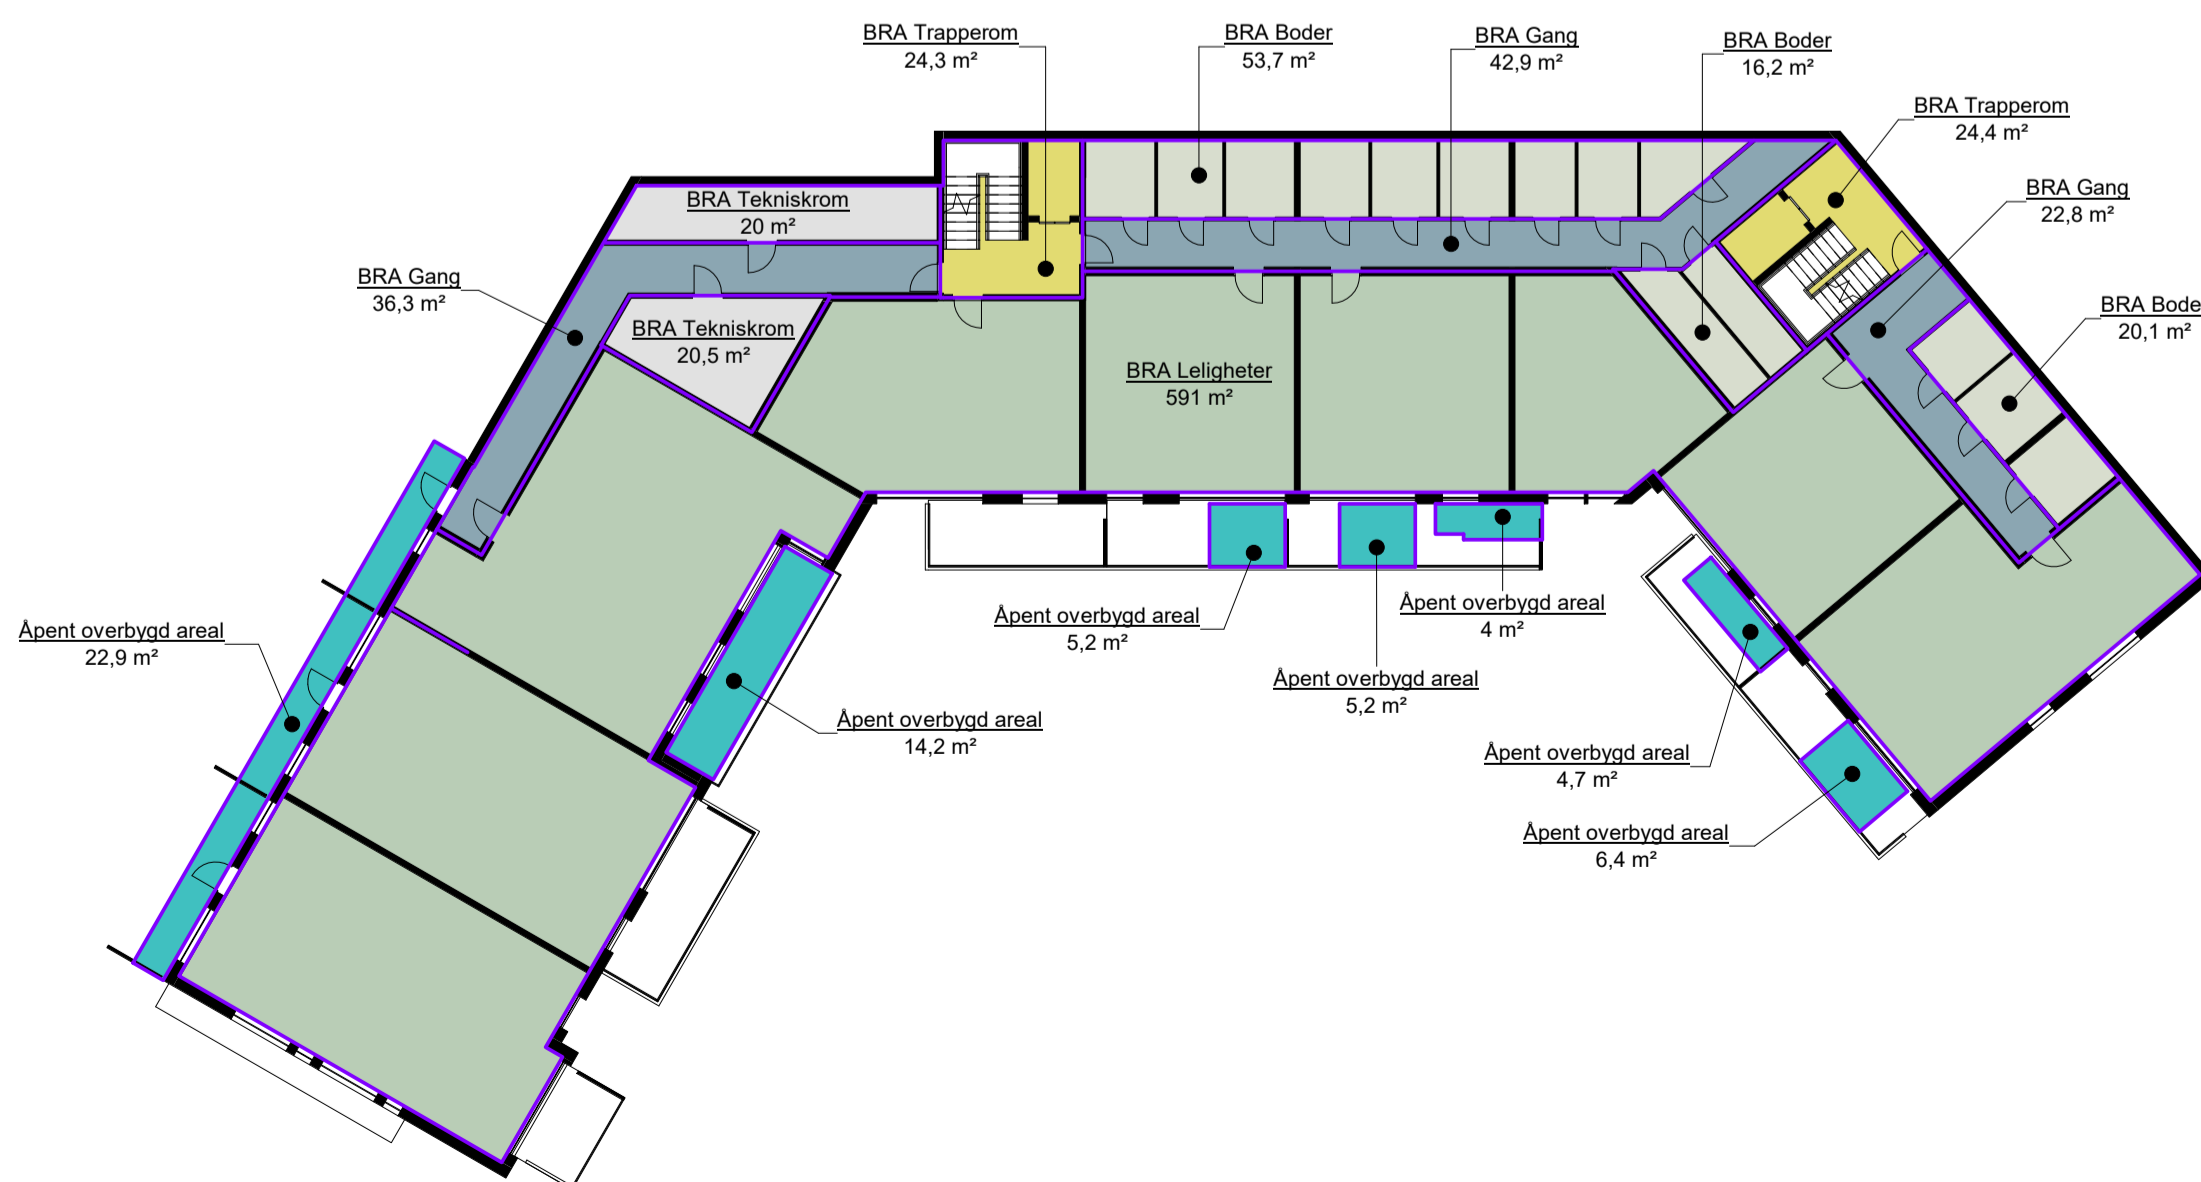 BRA Trapperom
24,3 m²
BRA Boder
53,7 m²
BRA Gang
42,9 m²
BRA Boder
16,2 m²
BRA Trapperom
24,4 m²
BRA Gang
22,8 m²
BRA Tekniskrom
20 m²
BRA Gang
36,3 m²
BRA Tekniskrom
20,5 m²
BRA Bode
20,1 m²
BRA Leligheter
591 m²
Åpent overbygd areal
22,9 m²
Åpent overbygd areal
5,2 m²
Åpent overbygd areal
4 m²
Åpent overbygd areal
5,2 m²
Åpent overbygd areal
14,2 m²
Åpent overbygd areal
4,7 m²
Åpent overbygd areal
6,4 m²